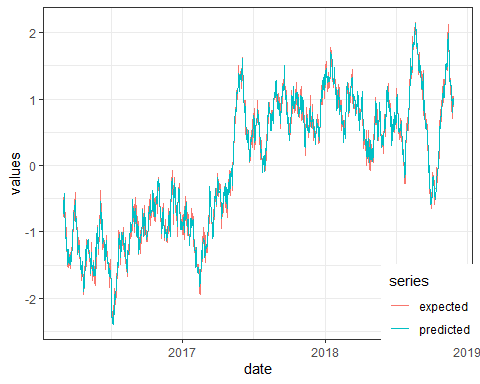 2
1
0
-1
-2
values
2017
2018
2019
date
series
expected
predicted